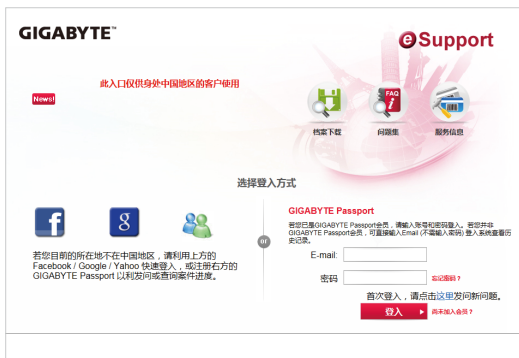 GIGABYTE™
eSupport
此入口仅供身处中国地区的客户使用
News!
FAQ
档案下载
问题集
服务信息
选择登入方式
GIGABYTE Passport
若您已是GIGABYTE Passport会员，请输入账号和密码登入。若您并非
GIGABYTE Passport会员，可直接输入Email (不需输入密码) 登入系统查看历
史记录。
or
E-mail:
密码
忘记密码？
首次登入，请点击这里发问新问题。
登入
尚未加入会员？
若您目前的所在地不在中国地区，请利用上方的
Facebook / Google / Yahoo 快速登入，或注册右方的
GIGABYTE Passport 以利发问或查询案件进度。